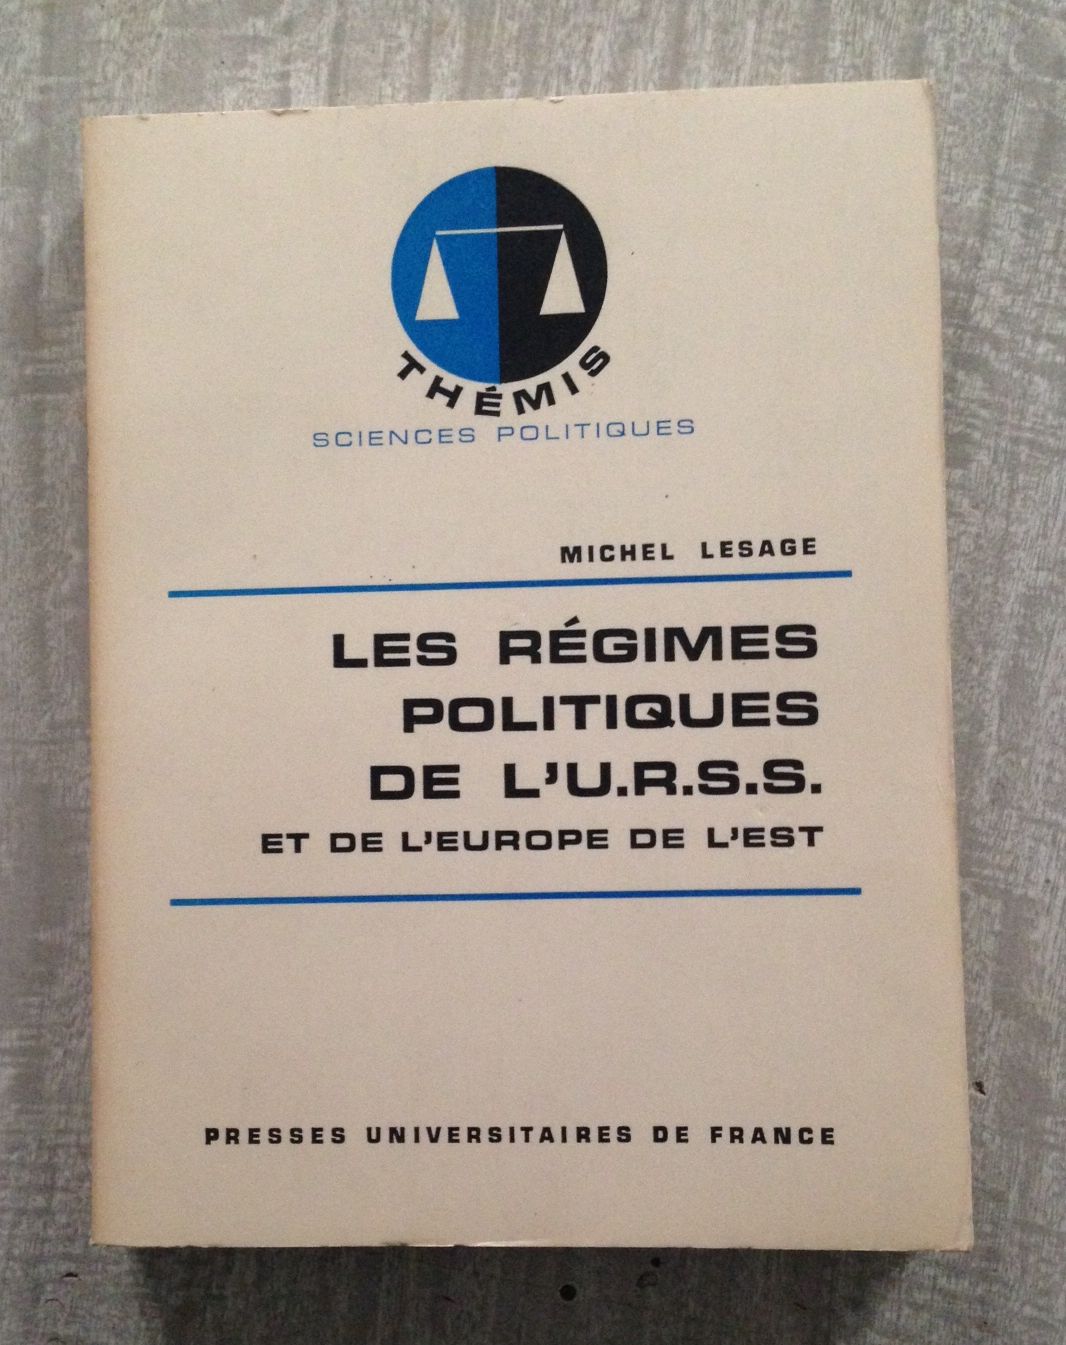 THÉMIS
SCIENCES POLITIQUES
MICHEL LESAGE
LES RÉGIMES
POLITIQUES
DE L'U.R.S.S.
ET DE L'EUROPE DE L'EST
PRESSES UNIVERSITAIRES DE FRANCE